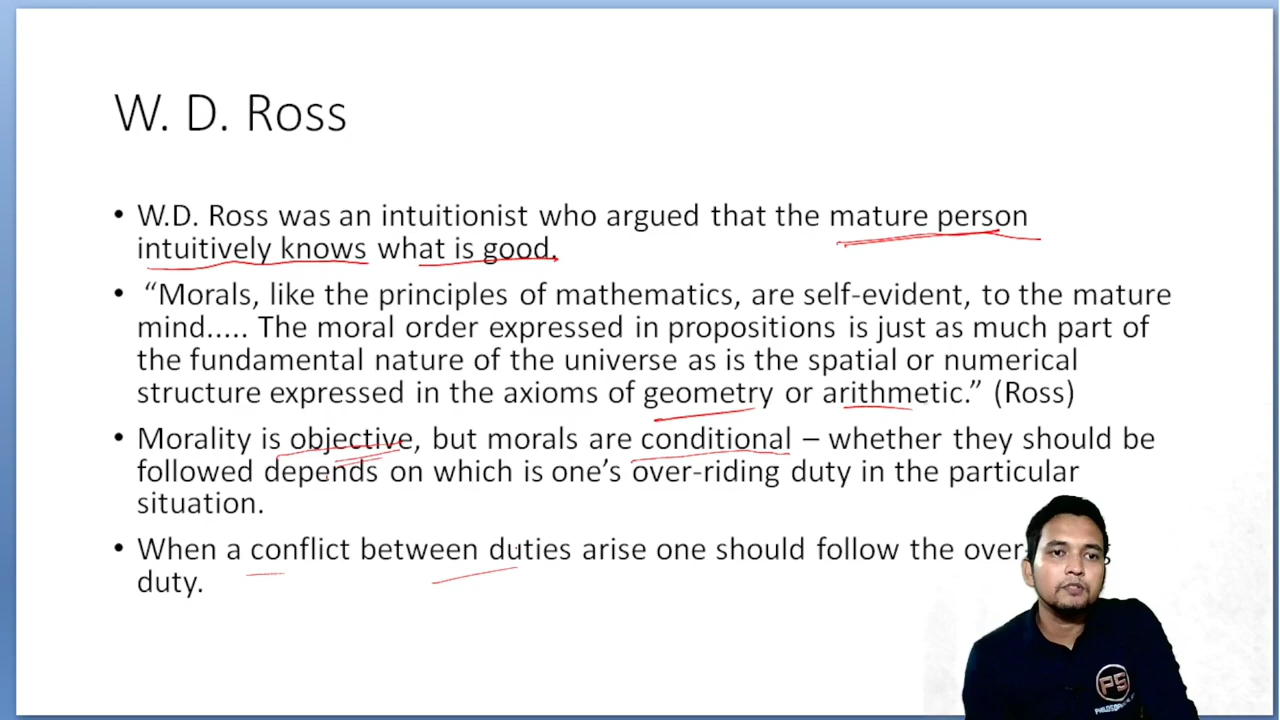 W. D. Ross
• W.D. Ross was an intuitionist who argued that the mature person
intuitively knows what is good.
• “Morals, like the principles of mathematics, are self-evident, to the mature
mind..... The moral order expressed in propositions is just as much part of
the fundamental nature of the universe as is the spatial or numerical
structure expressed in the axioms of geometry or arithmetic.” (Ross)
• Morality is objective, but morals are conditional – whether they should be
followed depends on which is one’s over-riding duty in the particular
situation.
• When a conflict between duties arise one should follow the over
duty.
PS